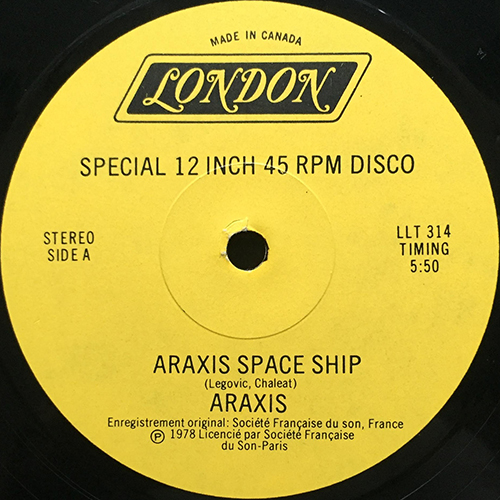 MADE IN CANADA
LONDON
SPECIAL 12 INCH 45 RPM DISCO
STEREO
SIDE A
LLT 314
TIMING
5:50
ARAXIS SPACE SHIP
(Legovic, Chaleat)
ARAXIS
Enregistrement original: Société Française du son, France
Ⓟ 1978 Licencié par Société Française
du Son-Paris